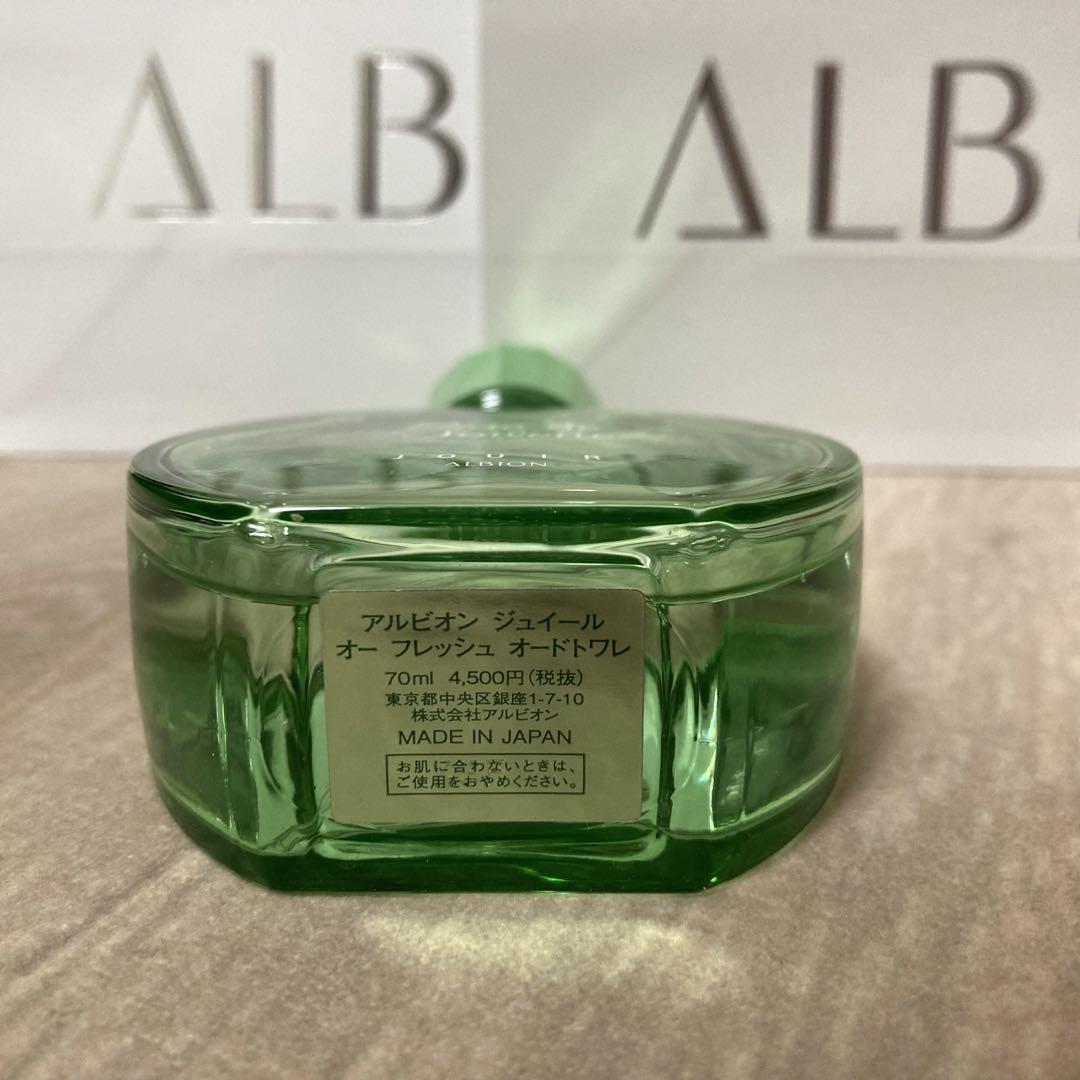 ALB
ALB
JOUIR
ALBION
アルビオン ジュイール
オー フレッシュ オードトワレ
70ml 4,500円(税抜)
東京都中央区銀座1-7-10
株式会社アルビオン
MADE IN JAPAN
お肌に合わないときは、
ご使用をおやめください。